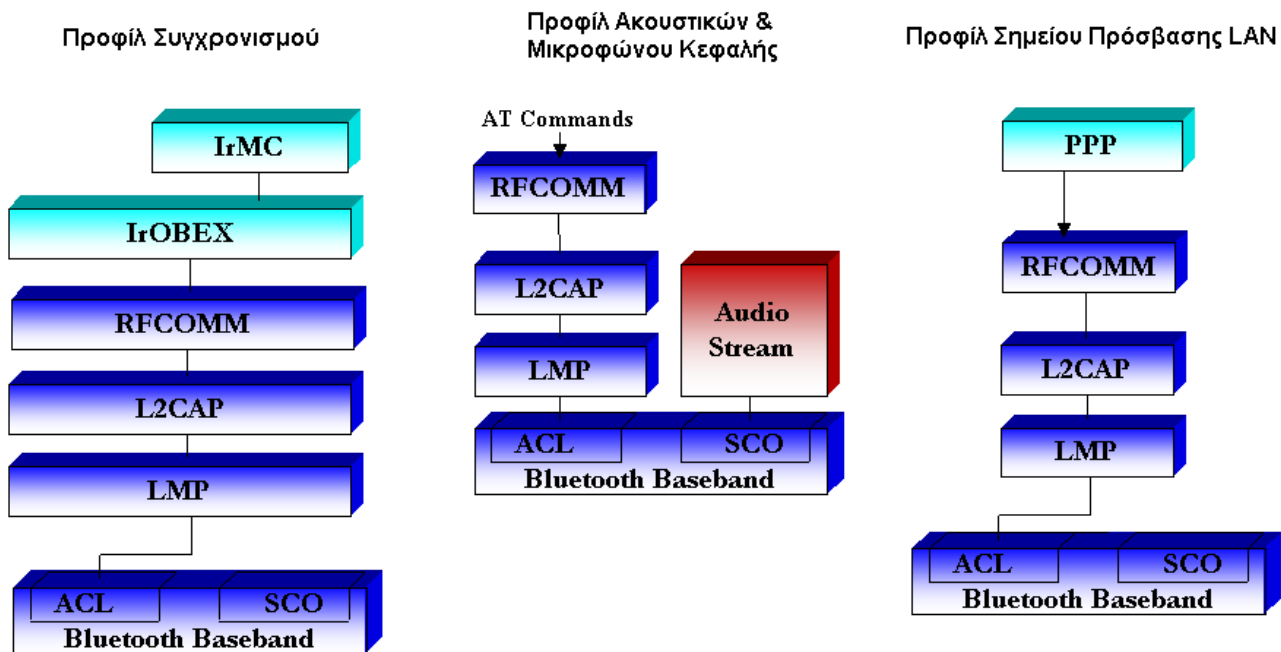 Προφίλ Συγχρονισμού
IrMC
IrOBEX
RFCOMM
L2CAP
LMP
ACL
SCO
Bluetooth Baseband
Προφίλ Ακουστικών &
Μικροφώνου Κεφαλής
AT Commands
RFCOMM
L2CAP
LMP
Audio
Stream
ACL
SCO
Bluetooth Baseband
Προφίλ Σημείου Πρόσβασης LAN
PPP
RFCOMM
L2CAP
LMP
ACL
SCO
Bluetooth Baseband